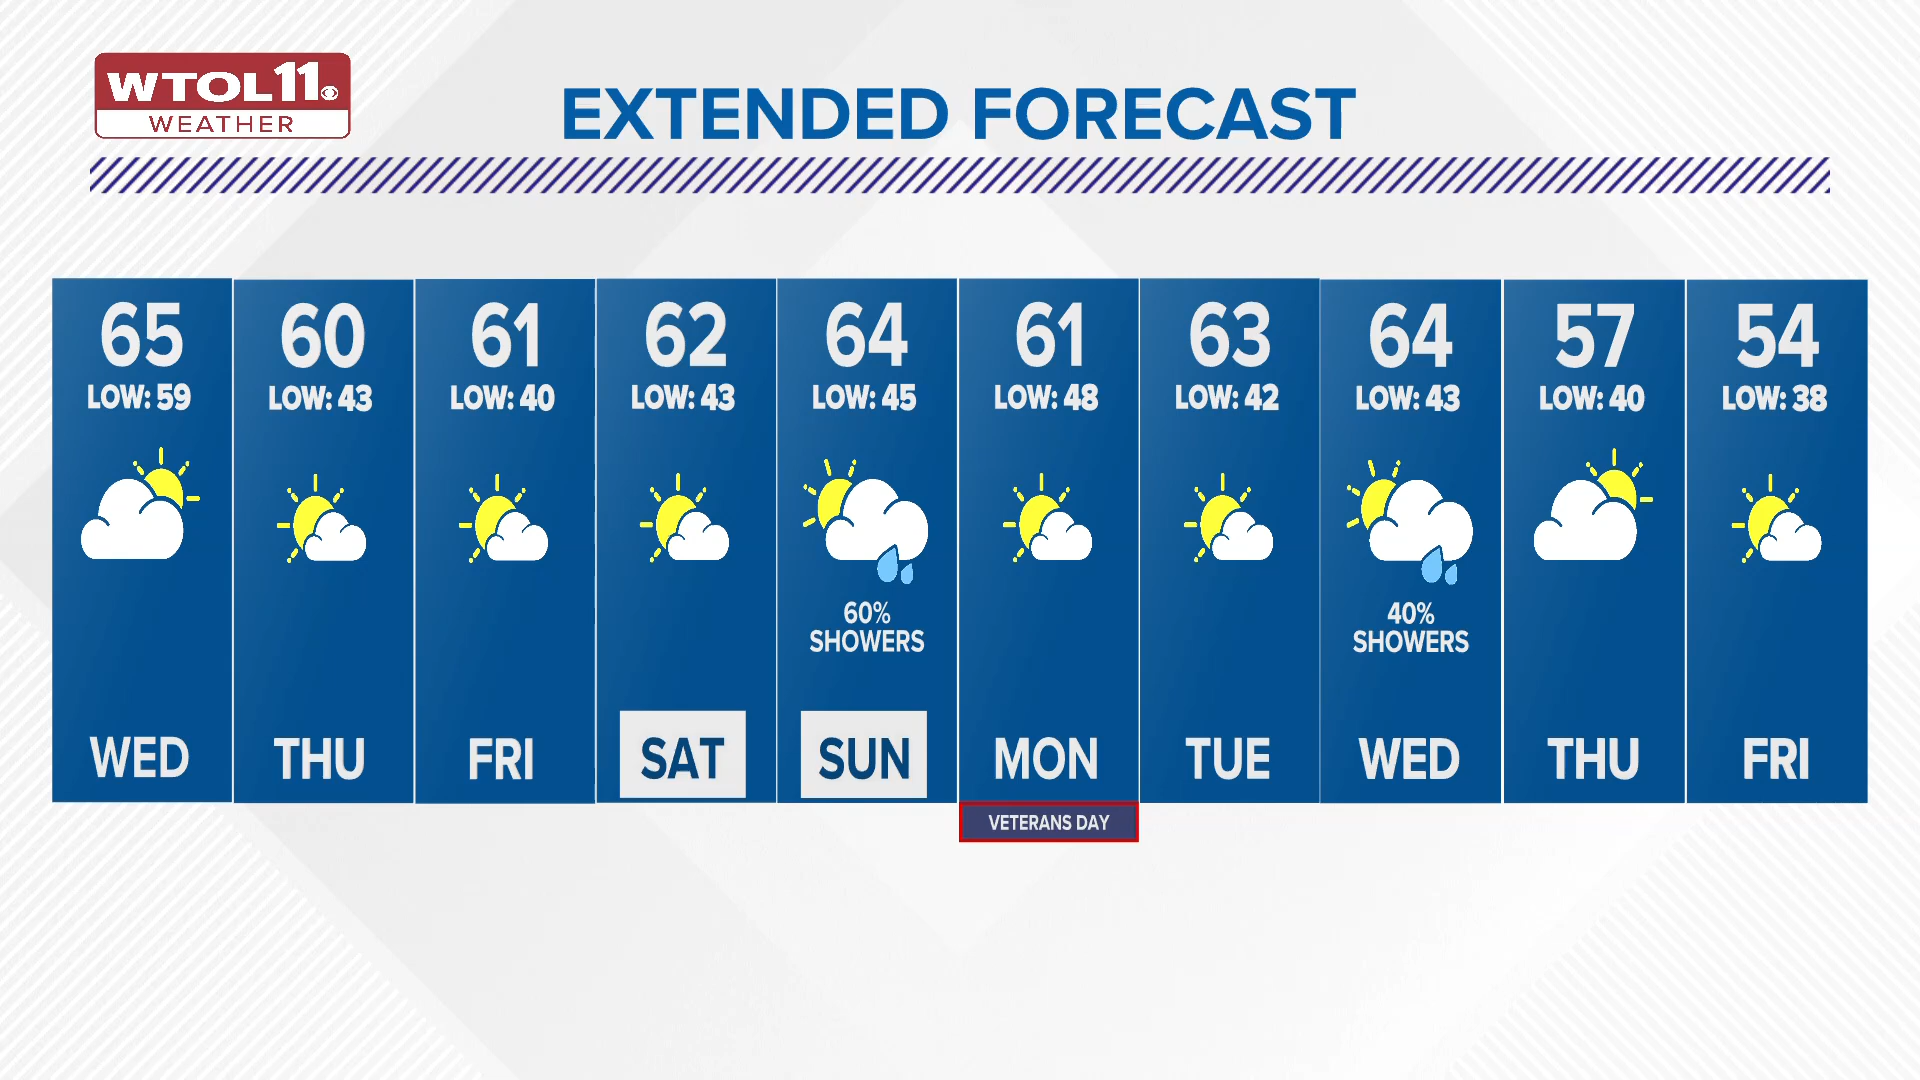 WTOL 11
WEATHER
EXTENDED FORECAST
65
LOW: 59
WED
60
LOW: 43
THU
61
LOW: 40
FRI
62
LOW: 43
SAT
64
LOW: 45
60%
SHOWERS
SUN
61
LOW: 48
MON
VETERANS DAY
63
LOW: 42
TUE
64
LOW: 43
40%
SHOWERS
WED
57
LOW: 40
THU
54
LOW: 38
FRI